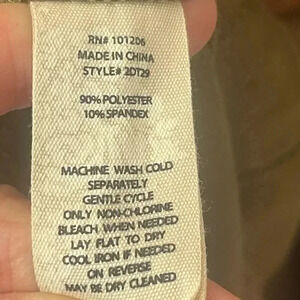 RN# 101206
MADE IN CHINA
STYLE# 2DT29
90% POLYESTER
10% SPANDEX
MACHINE WASH COLD
SEPARATELY
GENTLE CYCLE
ONLY NON-CHLORINE
BLEACH WHEN NEEDED
LAY FLAT TO DRY
COOL IRON IF NEEDED
ON REVERSE
MAY BE DRY CLEANED